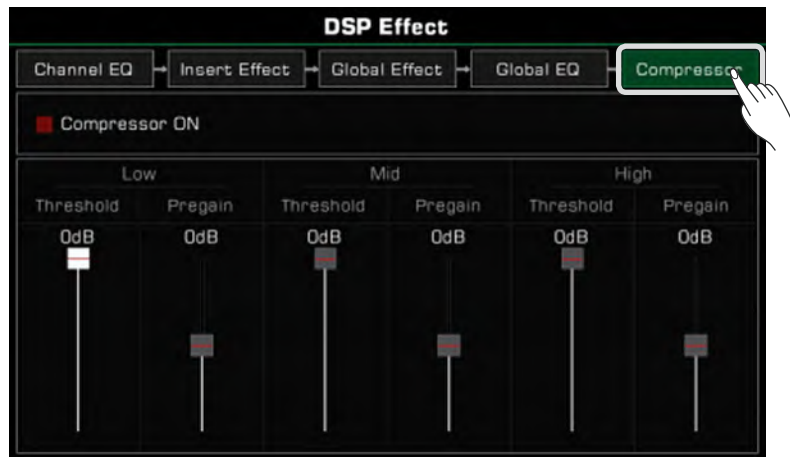 DSP Effect
Channel EQ Insert Effect Global Effect Global EQ Compressor
Compressor ON
Low Mid High
Threshold Pregain Threshold Pregain Threshold Pregain
0dB 0dB 0dB 0dB 0dB 0dB